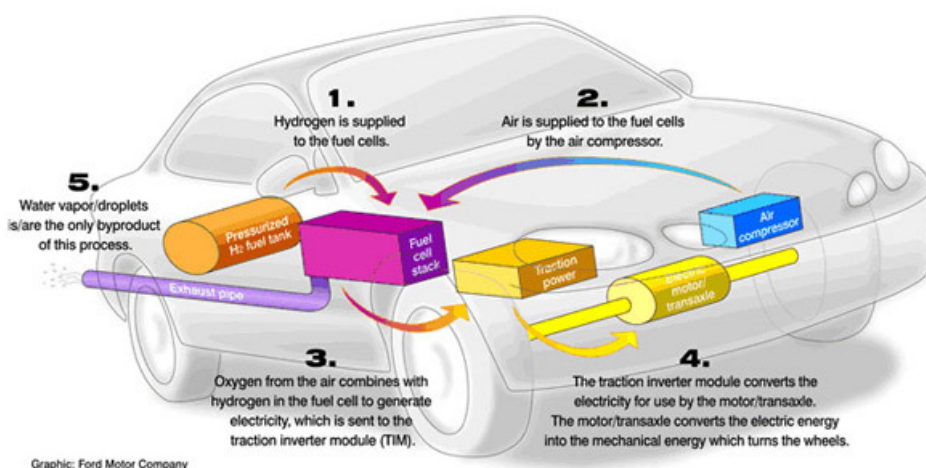 1.
Hydrogen is supplied
to the fuel cells.
2.
Air is supplied to the fuel cells
by the air compressor.
5.
Water vapor/droplets
is/are the only byproduct
of this process.
Pressurized
H₂ fuel tank
Fuel
cell
stack
Traction
power
Air
compressor
Electric
motor/
transaxle
Exhaust pipe
3.
Oxygen from the air combines with
hydrogen in the fuel cell to generate
electricity, which is sent to the
traction inverter module (TIM).
4.
The traction inverter module converts the
electricity for use by the motor/transaxle.
The motor/transaxle converts the electric energy
into the mechanical energy which turns the wheels.
Graphic: Ford Motor Company